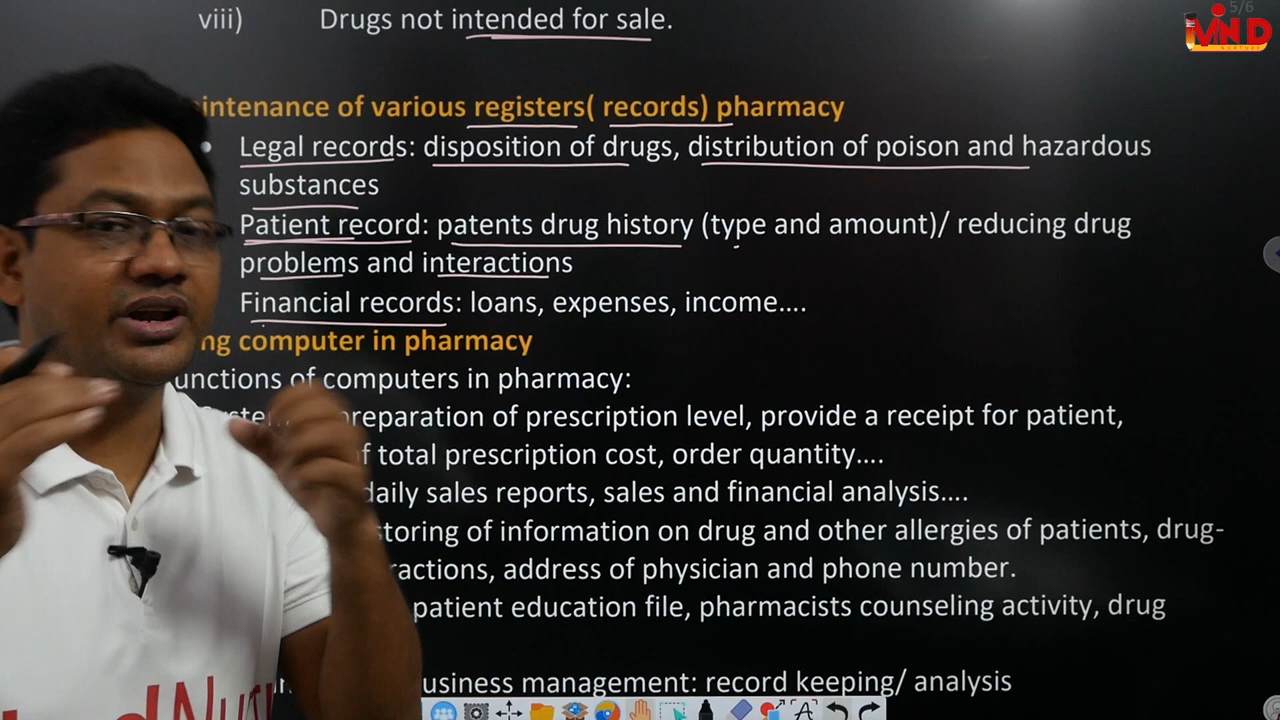 5/6
viii) Drugs not intended for sale.
MIND
NURTURE
intenance of various registers( records) pharmacy
• Legal records: disposition of drugs, distribution of poison and hazardous
substances
Patient record: patents drug history (type and amount)/ reducing drug
problems and interactions
Financial records: loans, expenses, income....
ng computer in pharmacy
unctions of computers in pharmacy:
preparation of prescription level, provide a receipt for patient,
f total prescription cost, order quantity....
daily sales reports, sales and financial analysis....
storing of information on drug and other allergies of patients, drug-
ractions, address of physician and phone number.
patient education file, pharmacists counseling activity, drug
usiness management: record keeping/ analysis